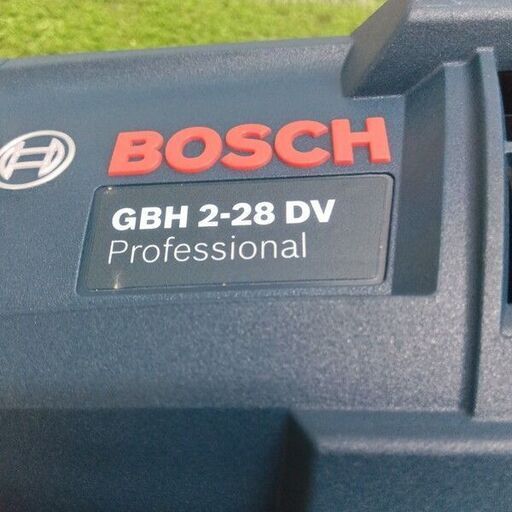 BOSCH
GBH 2-28 DV
Professional